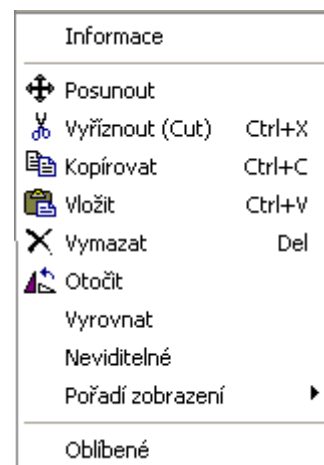 Informace
Posunout
Vyříznout (Cut) Ctrl+X
Kopírovat Ctrl+C
Vložit Ctrl+V
Vymazat Del
Otočit
Vyrovnat
Neviditelné
Pořadí zobrazení
Oblíbené